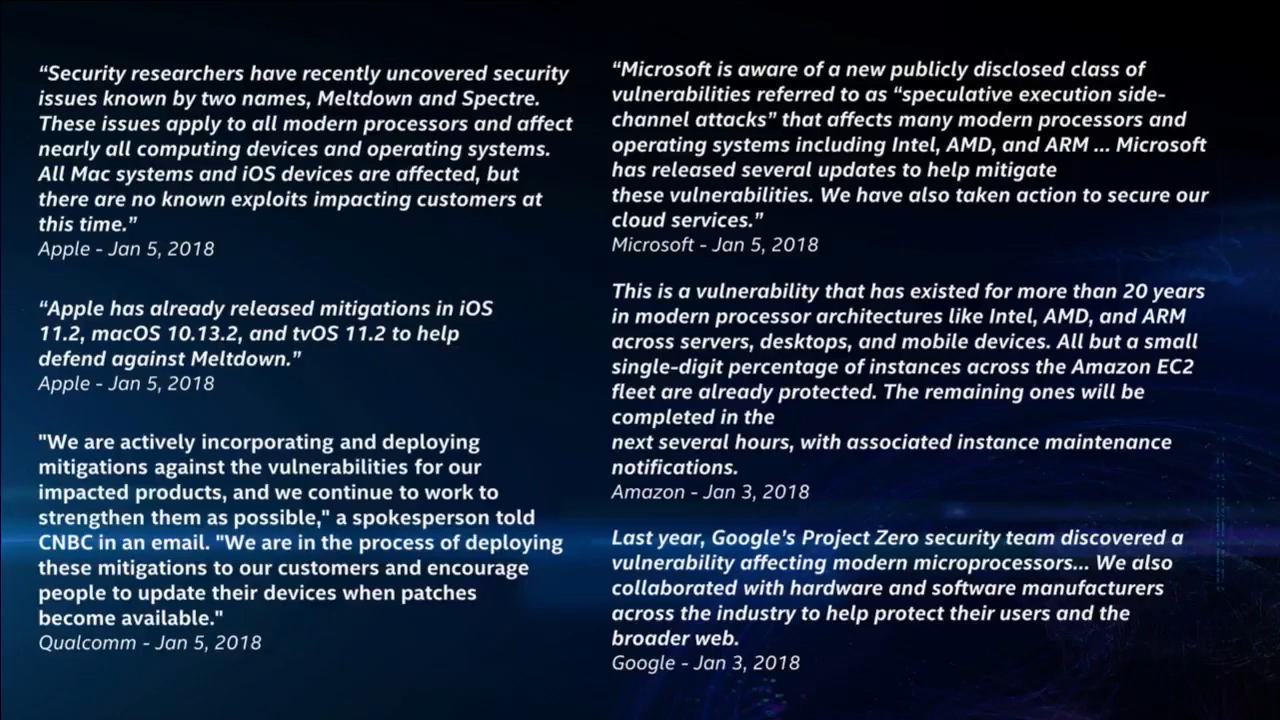 “Security researchers have recently uncovered security
issues known by two names, Meltdown and Spectre.
These issues apply to all modern processors and affect
nearly all computing devices and operating systems.
All Mac systems and iOS devices are affected, but
there are no known exploits impacting customers at
this time.”
Apple - Jan 5, 2018
“Apple has already released mitigations in iOS
11.2, macOS 10.13.2, and tvOS 11.2 to help
defend against Meltdown.”
Apple - Jan 5, 2018
"We are actively incorporating and deploying
mitigations against the vulnerabilities for our
impacted products, and we continue to work to
strengthen them as possible," a spokesperson told
CNBC in an email. "We are in the process of deploying
these mitigations to our customers and encourage
people to update their devices when patches
become available."
Qualcomm - Jan 5, 2018
“Microsoft is aware of a new publicly disclosed class of
vulnerabilities referred to as “speculative execution side-
channel attacks” that affects many modern processors and
operating systems including Intel, AMD, and ARM ... Microsoft
has released several updates to help mitigate
these vulnerabilities. We have also taken action to secure our
cloud services.”
Microsoft - Jan 5, 2018
This is a vulnerability that has existed for more than 20 years
in modern processor architectures like Intel, AMD, and ARM
across servers, desktops, and mobile devices. All but a small
single-digit percentage of instances across the Amazon EC2
fleet are already protected. The remaining ones will be
completed in the
next several hours, with associated instance maintenance
notifications.
Amazon - Jan 3, 2018
Last year, Google’s Project Zero security team discovered a
vulnerability affecting modern microprocessors... We also
collaborated with hardware and software manufacturers
across the industry to help protect their users and the
broader web.
Google - Jan 3, 2018